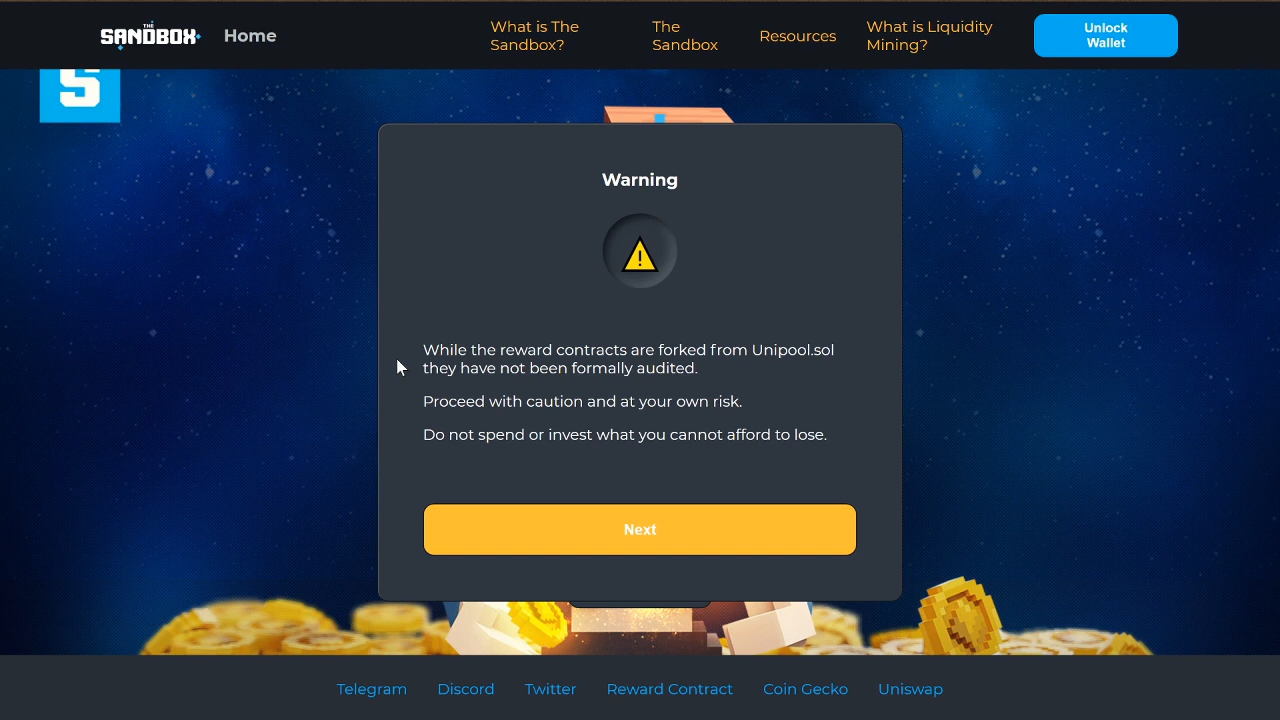 THE
SANDBOX
Home
What is The
Sandbox?
The
Sandbox
Resources
What is Liquidity
Mining?
Unlock
Wallet
S
Warning
!
While the reward contracts are forked from Unipool.sol
they have not been formally audited.
Proceed with caution and at your own risk.
Do not spend or invest what you cannot afford to lose.
Next
Telegram
Discord
Twitter
Reward Contract
Coin Gecko
Uniswap